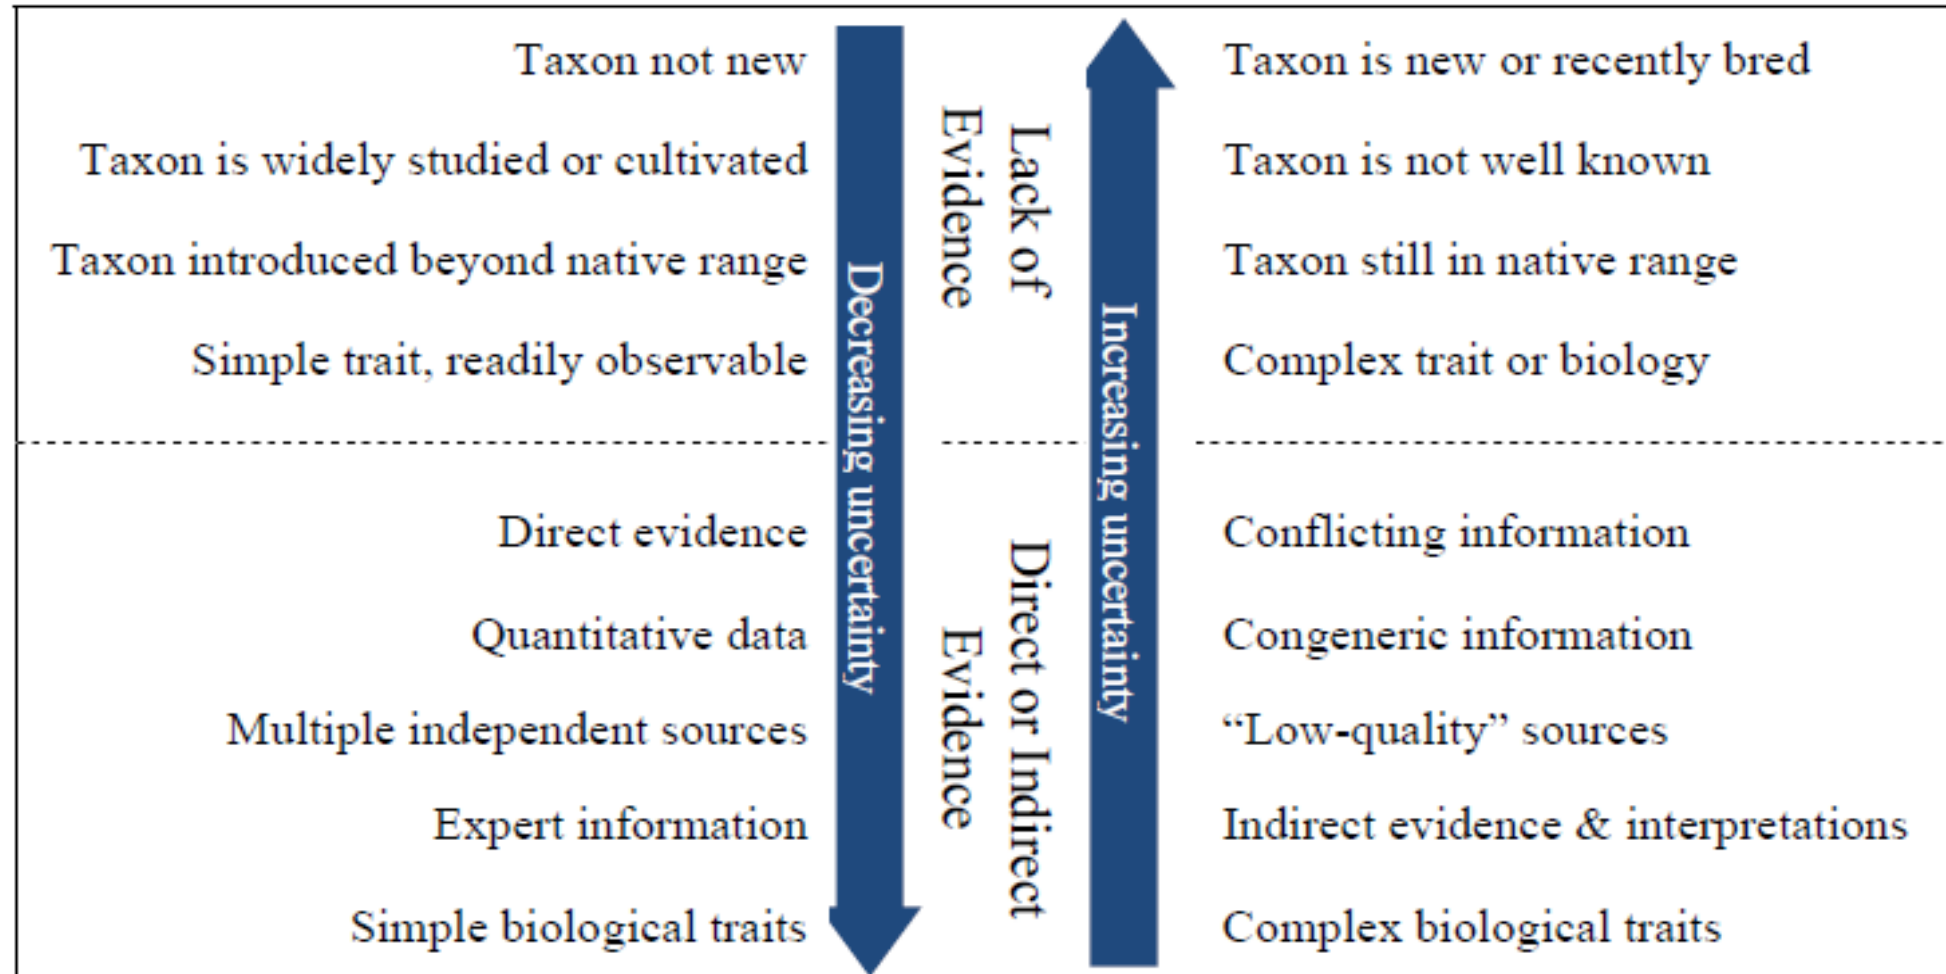 Taxon not new
Taxon is widely studied or cultivated
Taxon introduced beyond native range
Simple trait, readily observable
Direct evidence
Quantitative data
Multiple independent sources
Expert information
Simple biological traits
Decreasing uncertainty
Lack of
Evidence
Direct or Indirect
Evidence
Increasing uncertainty
Taxon is new or recently bred
Taxon is not well known
Taxon still in native range
Complex trait or biology
Conflicting information
Congeneric information
“Low-quality” sources
Indirect evidence & interpretations
Complex biological traits